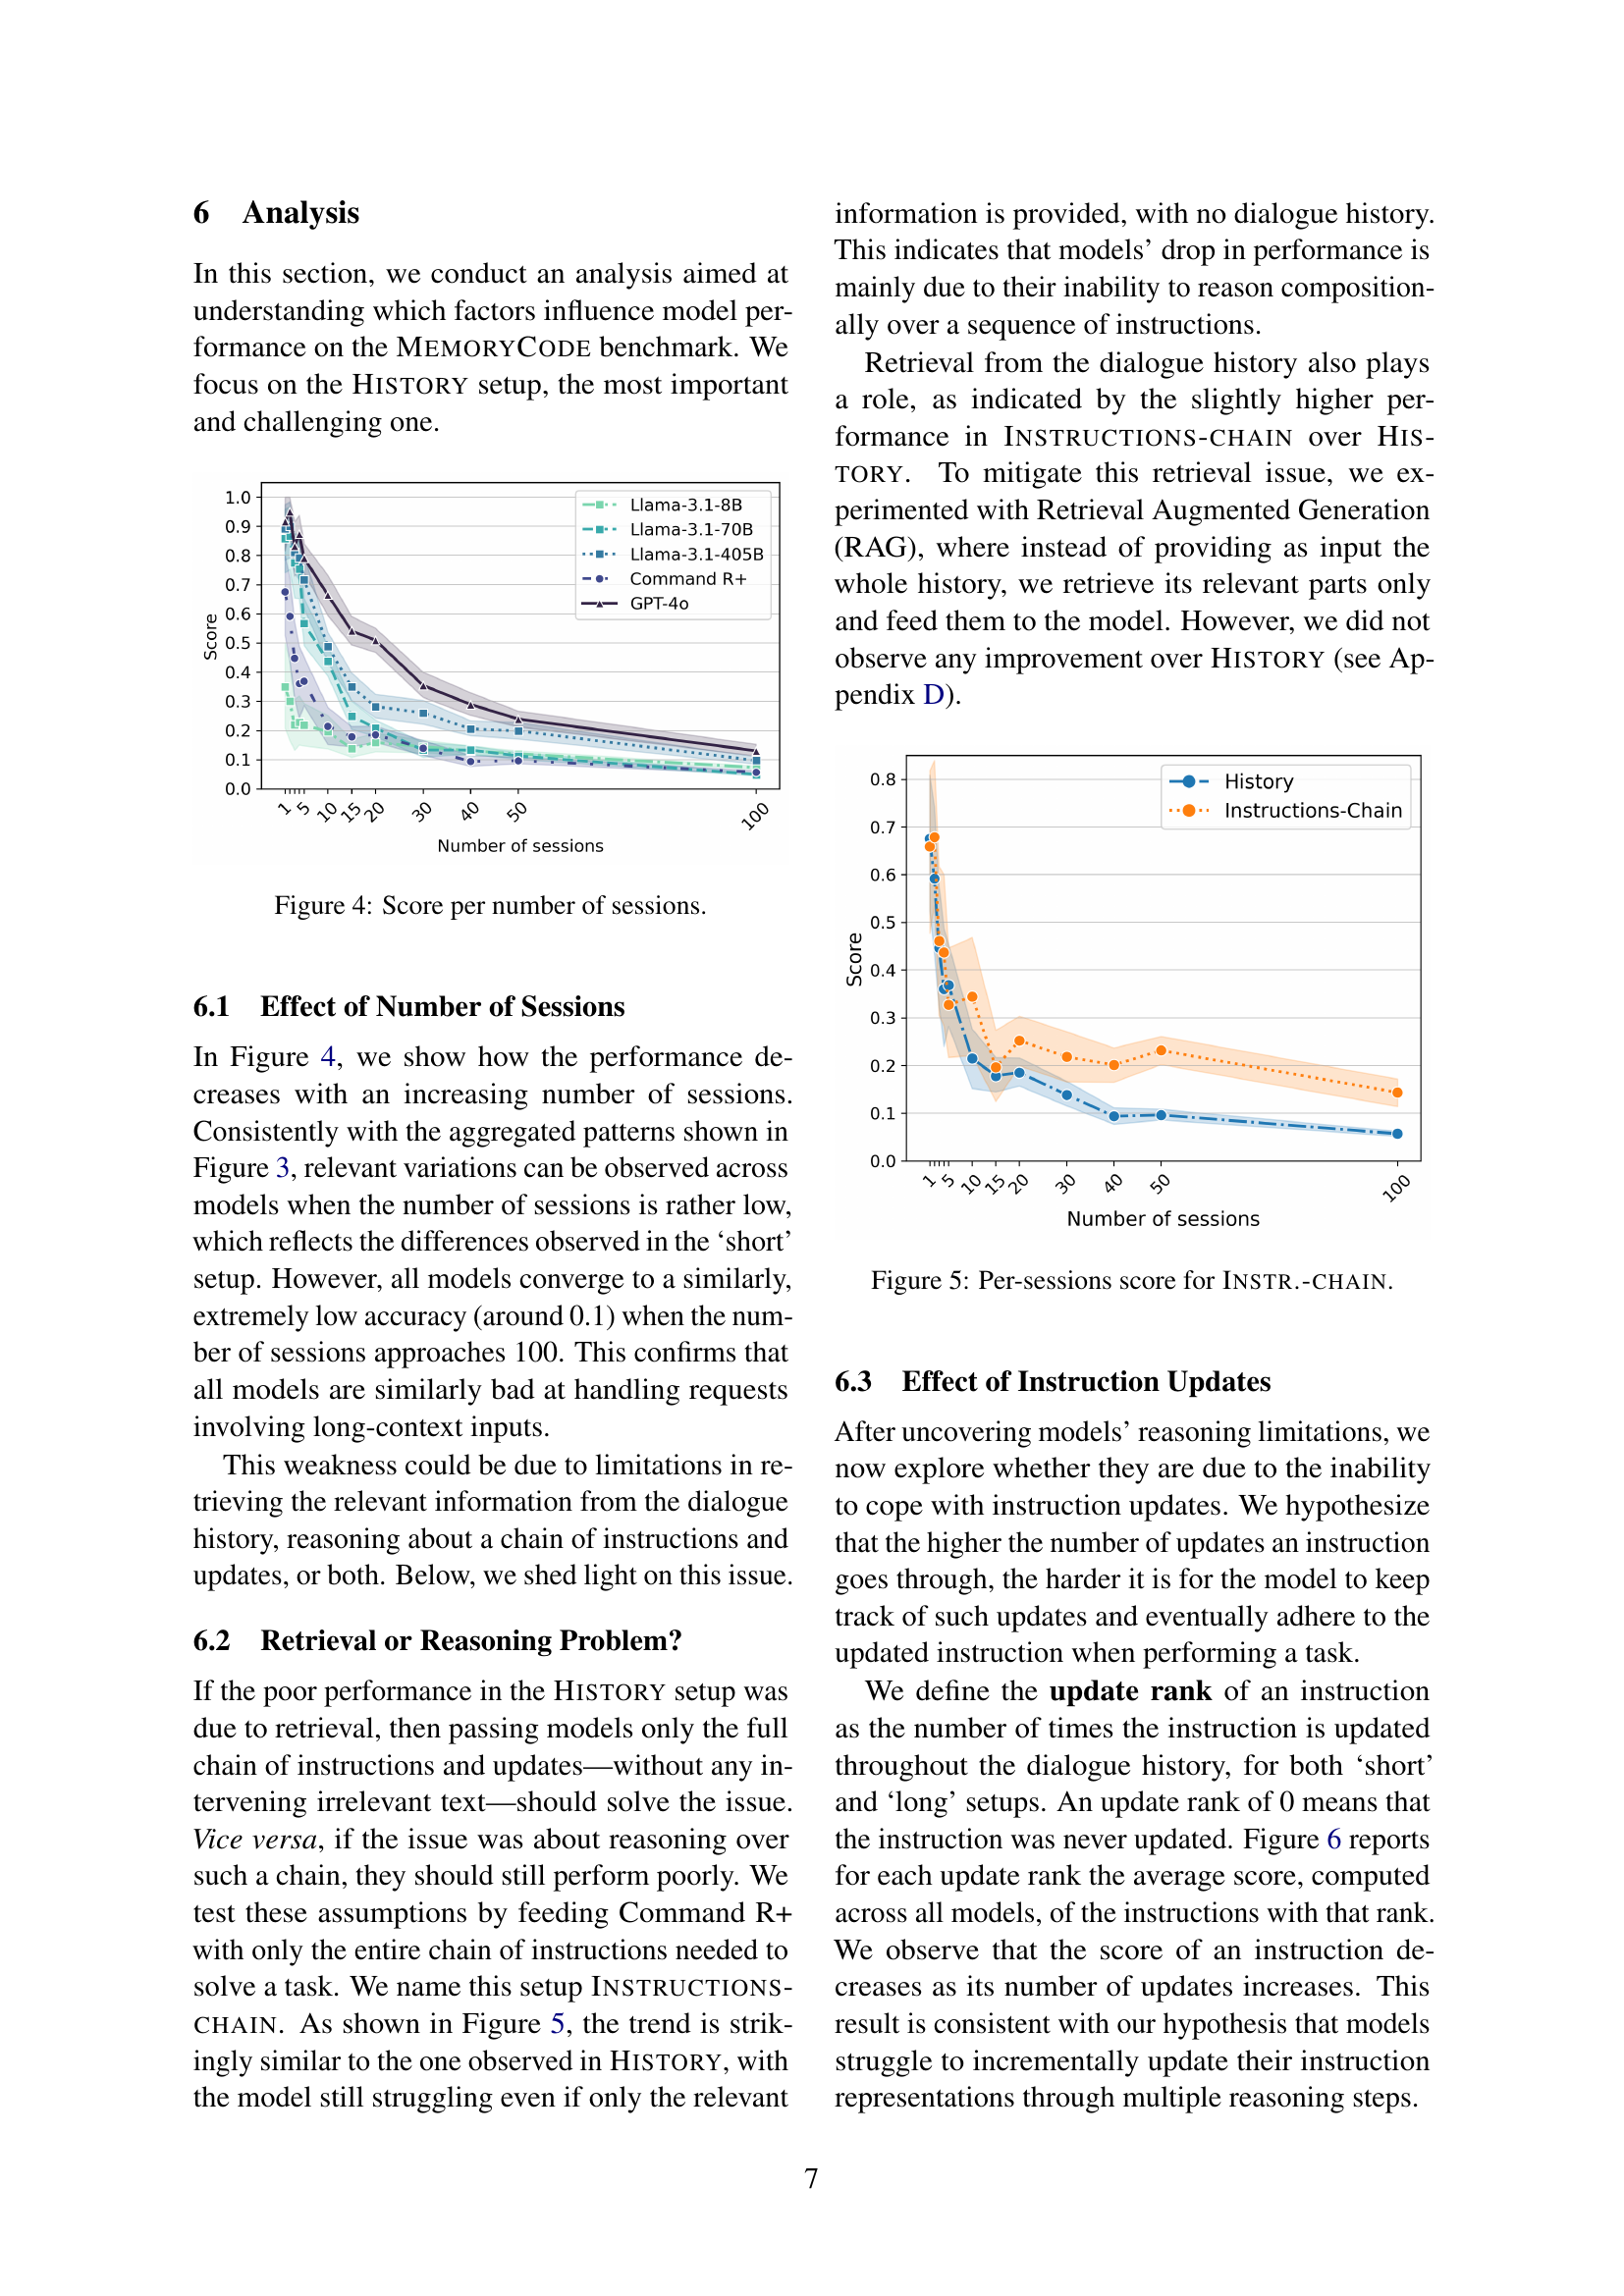 6 Analysis
In this section, we conduct an analysis aimed at
understanding which factors influence model per-
formance on the MEMORYCODE benchmark. We
focus on the HISTORY setup, the most important
and challenging one.
1.0
0.9
0.8
0.7
0.6
0.5
0.4
0.3
0.2
0.1
0.0
Score
Llama-3.1-8B
Llama-3.1-70B
Llama-3.1-405B
Command R+
GPT-4o
1 5 10 15 20 30 40 50 100
Number of sessions
Figure 4: Score per number of sessions.
6.1 Effect of Number of Sessions
In Figure 4, we show how the performance de-
creases with an increasing number of sessions.
Consistently with the aggregated patterns shown in
Figure 3, relevant variations can be observed across
models when the number of sessions is rather low,
which reflects the differences observed in the ‘short’
setup. However, all models converge to a similarly,
extremely low accuracy (around 0.1) when the num-
ber of sessions approaches 100. This confirms that
all models are similarly bad at handling requests
involving long-context inputs.
This weakness could be due to limitations in re-
trieving the relevant information from the dialogue
history, reasoning about a chain of instructions and
updates, or both. Below, we shed light on this issue.
6.2 Retrieval or Reasoning Problem?
If the poor performance in the HISTORY setup was
due to retrieval, then passing models only the full
chain of instructions and updates—without any in-
tervening irrelevant text—should solve the issue.
Vice versa, if the issue was about reasoning over
such a chain, they should still perform poorly. We
test these assumptions by feeding Command R+
with only the entire chain of instructions needed to
solve a task. We name this setup INSTRUCTIONS-
CHAIN. As shown in Figure 5, the trend is strik-
ingly similar to the one observed in HISTORY, with
the model still struggling even if only the relevant
information is provided, with no dialogue history.
This indicates that models’ drop in performance is
mainly due to their inability to reason composition-
ally over a sequence of instructions.
Retrieval from the dialogue history also plays
a role, as indicated by the slightly higher per-
formance in INSTRUCTIONS-CHAIN over HIS-
TORY. To mitigate this retrieval issue, we ex-
perimented with Retrieval Augmented Generation
(RAG), where instead of providing as input the
whole history, we retrieve its relevant parts only
and feed them to the model. However, we did not
observe any improvement over HISTORY (see Ap-
pendix D).
0.8
0.7
0.6
0.5
0.4
0.3
0.2
0.1
0.0
Score
History
Instructions-Chain
1 5 10 15 20 30 40 50 100
Number of sessions
Figure 5: Per-sessions score for INSTR.-CHAIN.
6.3 Effect of Instruction Updates
After uncovering models’ reasoning limitations, we
now explore whether they are due to the inability
to cope with instruction updates. We hypothesize
that the higher the number of updates an instruction
goes through, the harder it is for the model to keep
track of such updates and eventually adhere to the
updated instruction when performing a task.
We define the update rank of an instruction
as the number of times the instruction is updated
throughout the dialogue history, for both ‘short’
and ‘long’ setups. An update rank of 0 means that
the instruction was never updated. Figure 6 reports
for each update rank the average score, computed
across all models, of the instructions with that rank.
We observe that the score of an instruction de-
creases as its number of updates increases. This
result is consistent with our hypothesis that models
struggle to incrementally update their instruction
representations through multiple reasoning steps.
7